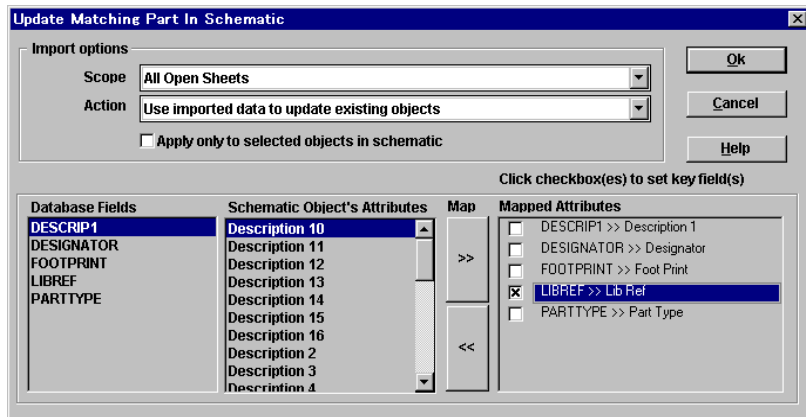 Update Matching Part In Schematic
Import options
Scope All Open Sheets
Action Use imported data to update existing objects
Apply only to selected objects in schematic
Ok
Cancel
Help
Click checkbox(es) to set key field(s)
Database Fields
DESCRIP1
DESIGNATOR
FOOTPRINT
LIBREF
PARTTYPE
Schematic Object's Attributes
Description 10
Description 11
Description 12
Description 13
Description 14
Description 15
Description 16
Description 2
Description 3
Description 4
Map
>>
<<
Mapped Attributes
DESCRIP1 >> Description 1
DESIGNATOR >> Designator
FOOTPRINT >> Foot Print
LIBREF >> Lib Ref
PARTTYPE >> Part Type